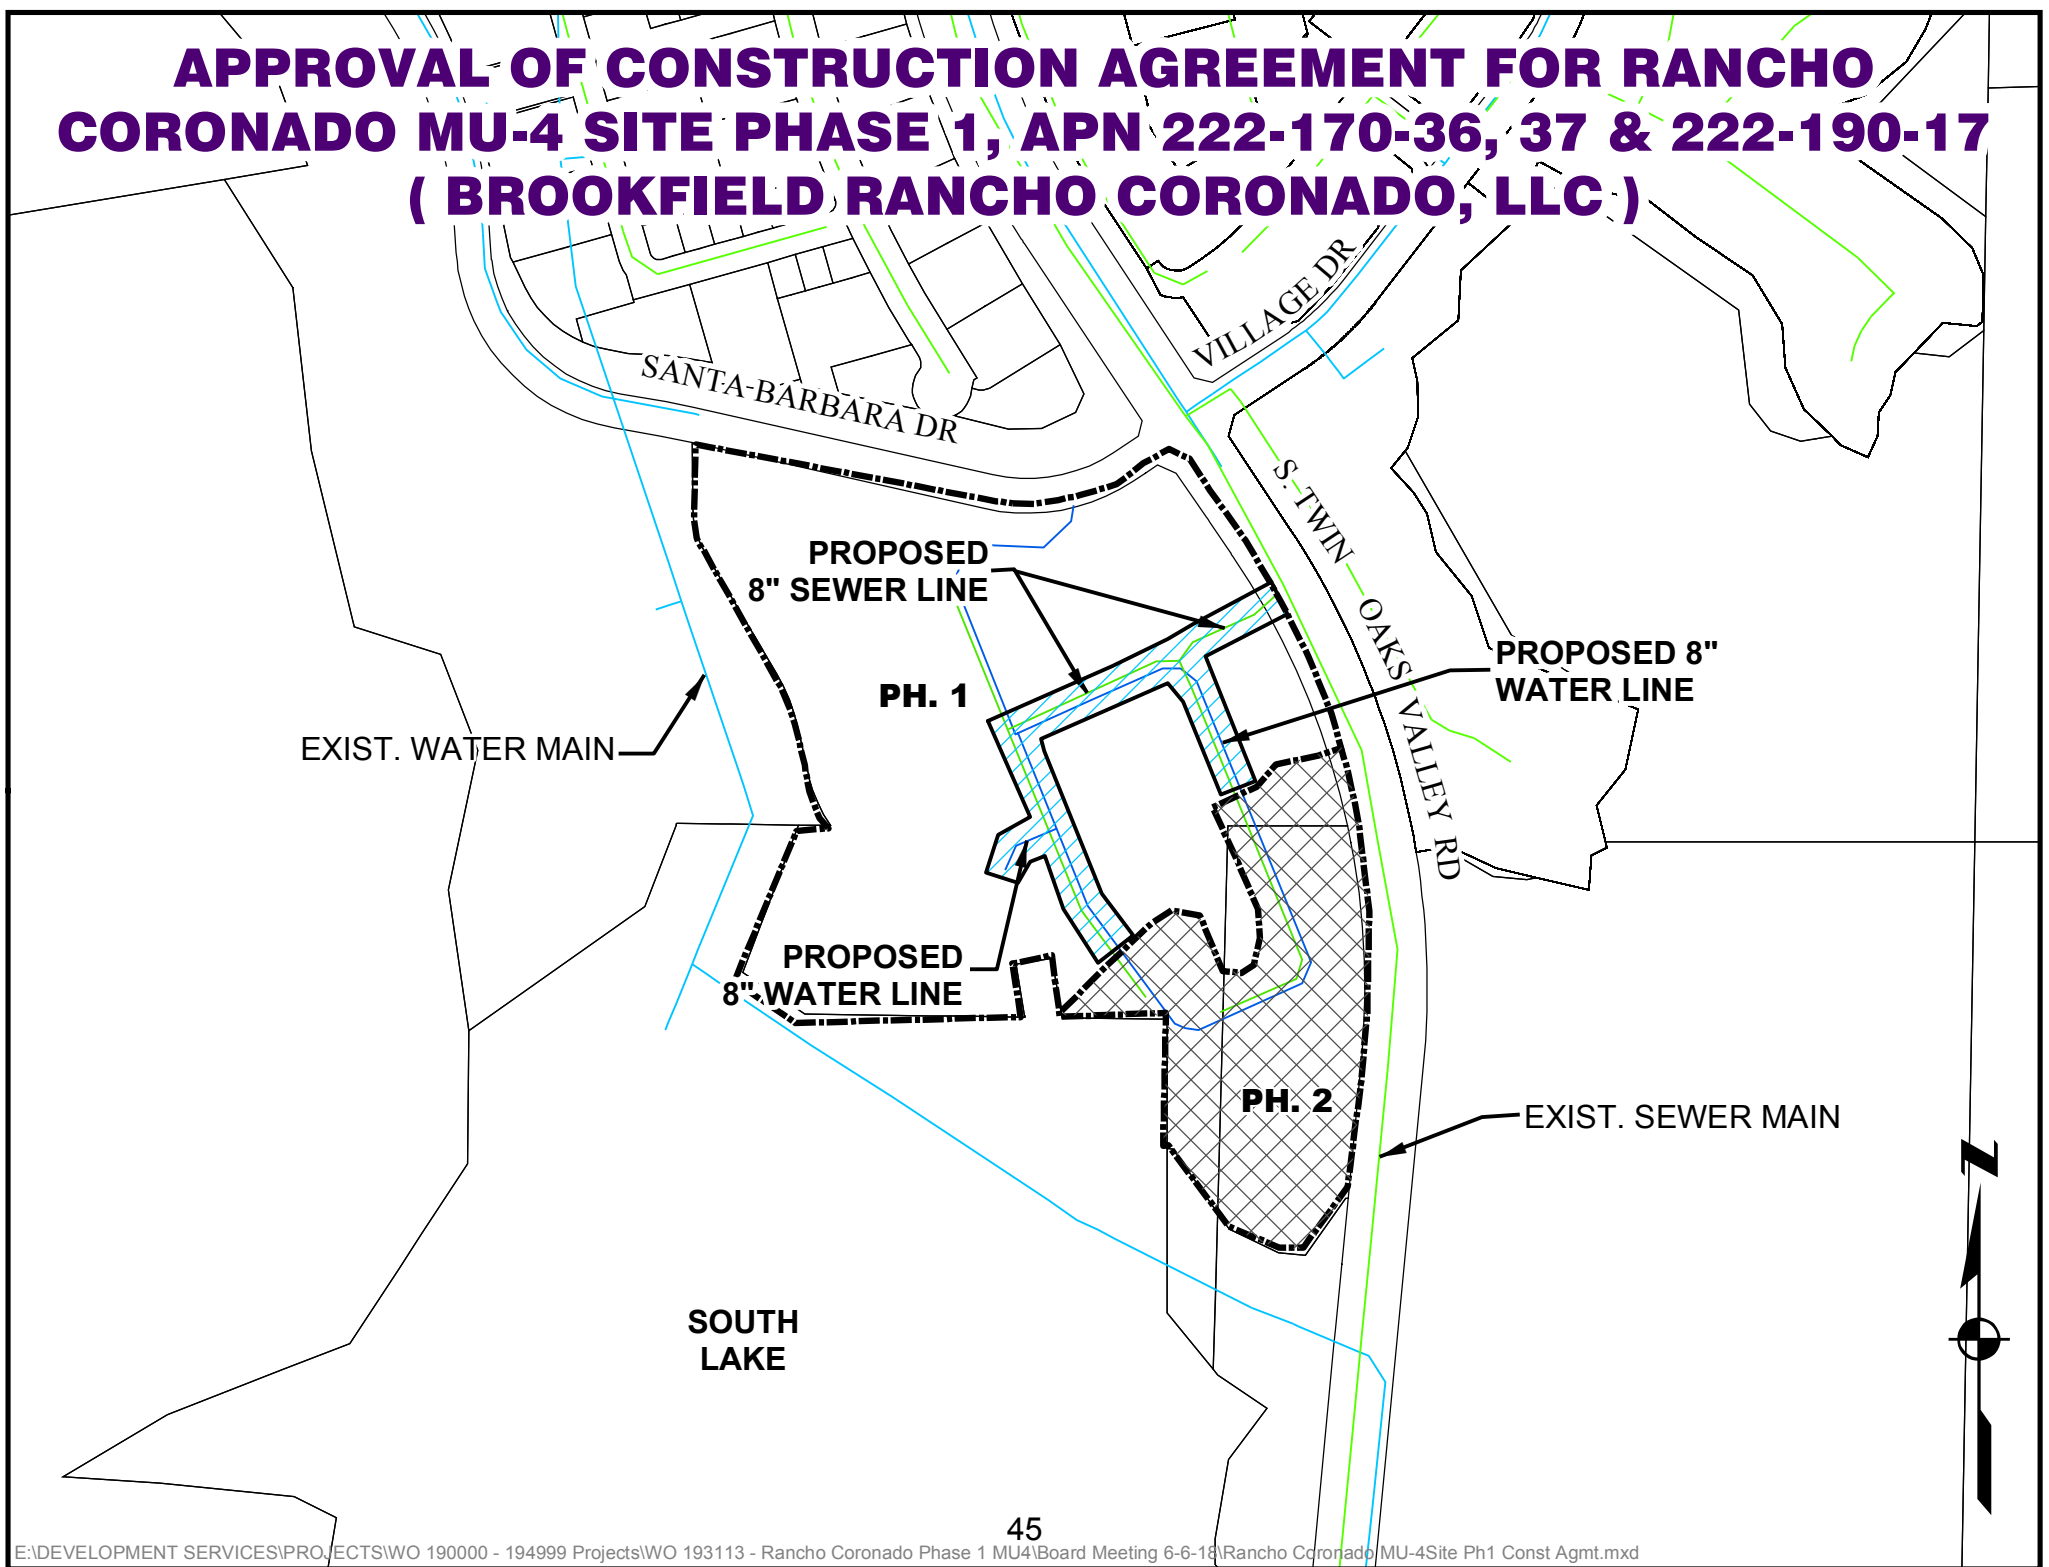 APPROVAL OF CONSTRUCTION AGREEMENT FOR RANCHO
CORONADO MU-4 SITE PHASE 1, APN 222-170-36, 37 & 222-190-17
( BROOKFIELD RANCHO CORONADO, LLC )
VILLAGE DR
SANTA BARBARA DR
S. TWIN OAKS VALLEY RD
PROPOSED
8" SEWER LINE
PROPOSED 8"
WATER LINE
PH. 1
EXIST. WATER MAIN
PROPOSED
8" WATER LINE
PH. 2
EXIST. SEWER MAIN
N
SOUTH
LAKE
45
E:\DEVELOPMENT SERVICES\PROJECTS\WO 190000 - 194999 Projects\WO 193113 - Rancho Coronado Phase 1 MU4\Board Meeting 6-6-18\Rancho Coronado MU-4Site Ph1 Const Agmt.mxd